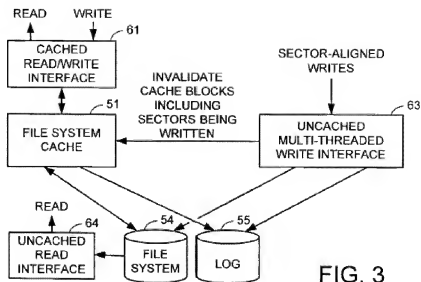 READ WRITE
61
CACHED
READ/WRITE
INTERFACE
SECTOR-ALIGNED
WRITES
INVALIDATE
CACHE BLOCKS
INCLUDING
SECTORS BEING
WRITTEN
51
FILE SYSTEM
CACHE
63
UNCACHED
MULTI-THREADED
WRITE INTERFACE
READ
64
UNCACHED
READ
INTERFACE
54
FILE
SYSTEM
55
LOG
FIG. 3